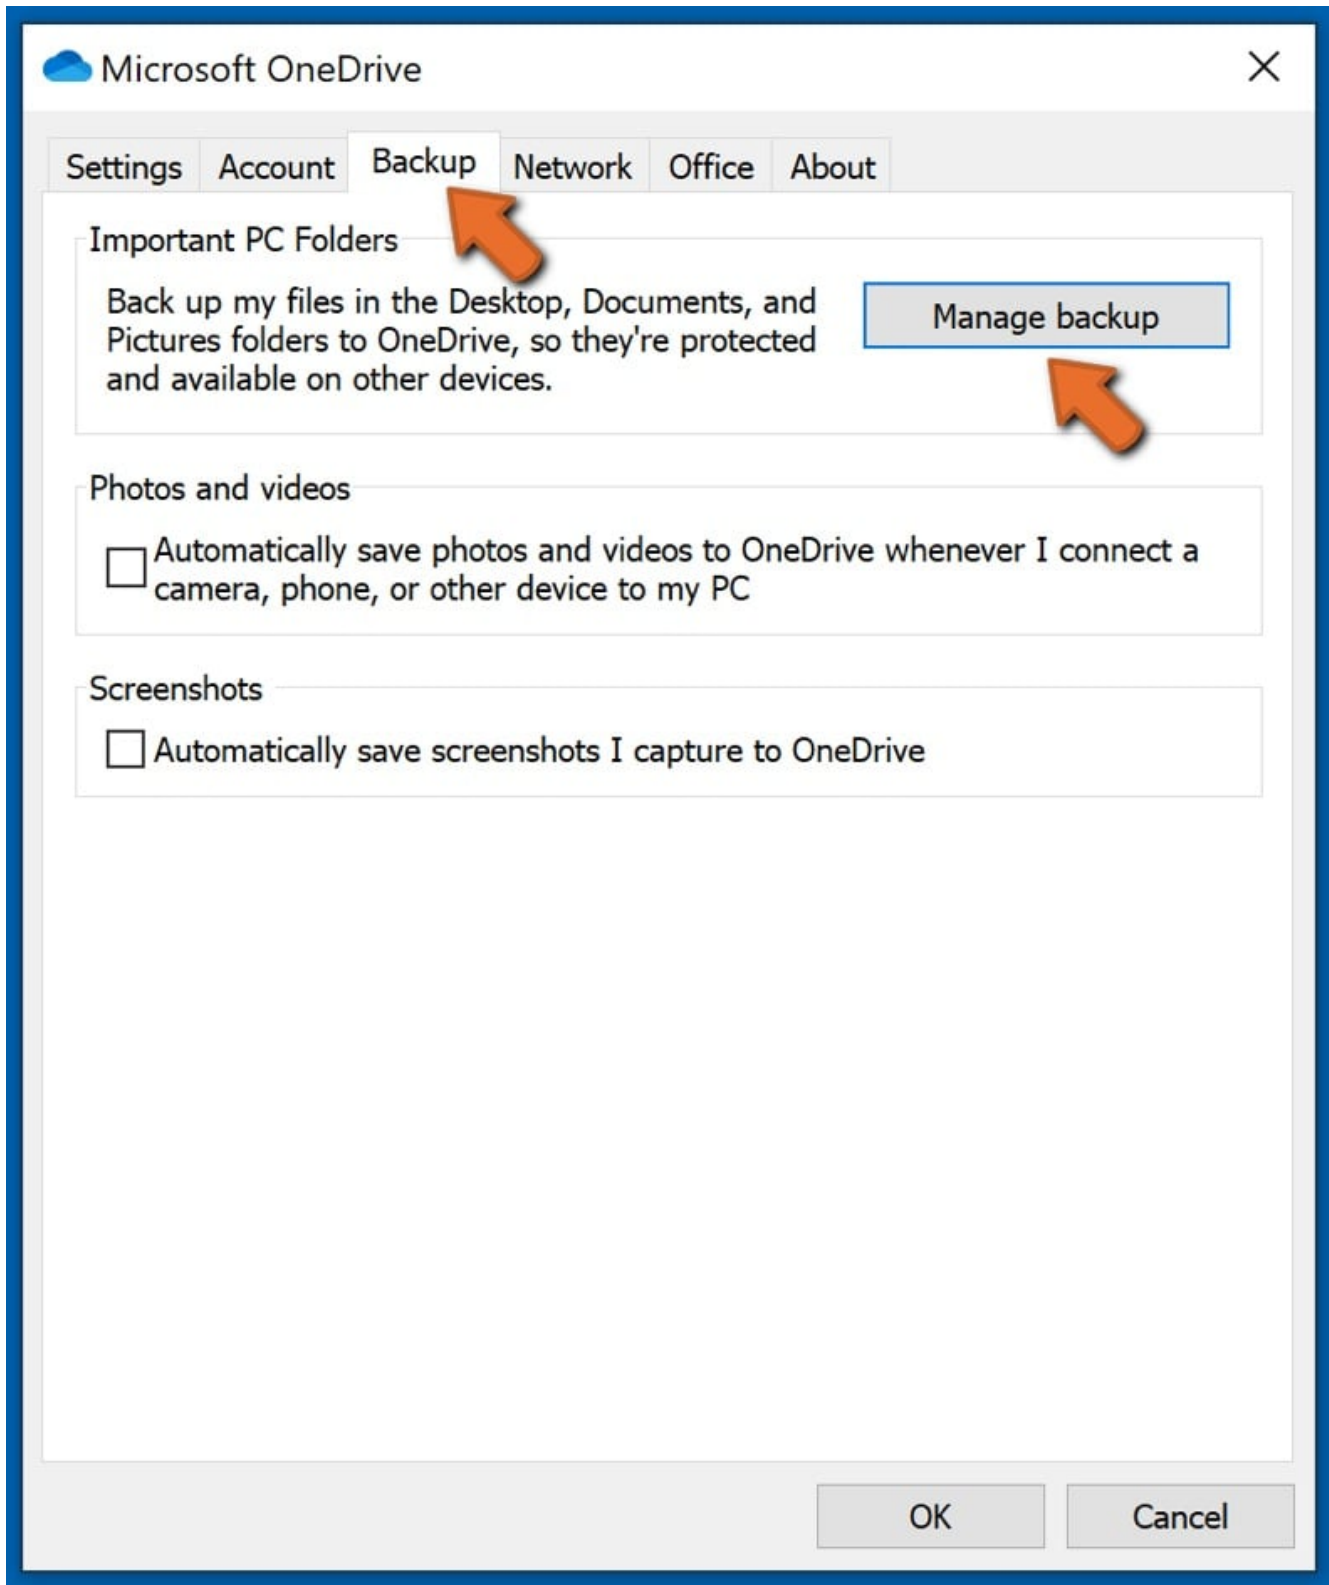 Microsoft OneDrive
Settings Account Backup Network Office About
Important PC Folders
Back up my files in the Desktop, Documents, and
Pictures folders to OneDrive, so they're protected
and available on other devices.
Manage backup
Photos and videos
Automatically save photos and videos to OneDrive whenever I connect a
camera, phone, or other device to my PC
Screenshots
Automatically save screenshots I capture to OneDrive
OK Cancel